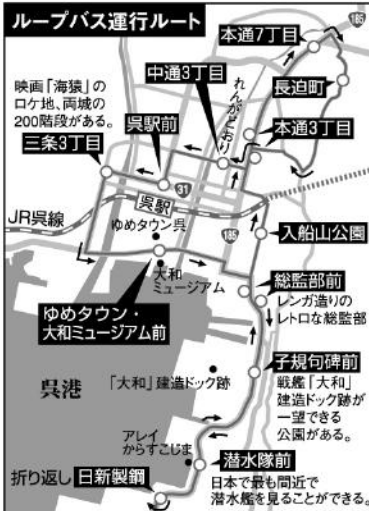 ループバス運行ルート
185
本通7丁目
中通3丁目
れんがどおり
長迫町
映画「海猿」の
ロケ地、両城の
200階段がある。
呉駅前
三条3丁目
本通3丁目
31
呉駅
JR呉線
ゆめタウン呉
185
入船山公園
大和
ミュージアム
総監部前
レンガ造りの
レトロな総監部
ゆめタウン・
大和ミュージアム前
子規句碑前
呉港
「大和」建造ドック跡
戦艦「大和」
建造ドック跡が
一望できる
公園がある。
アレイ
からすこじま
潜水隊前
折り返し
日新製鋼
日本で最も間近で
潜水艦を見ることができる。